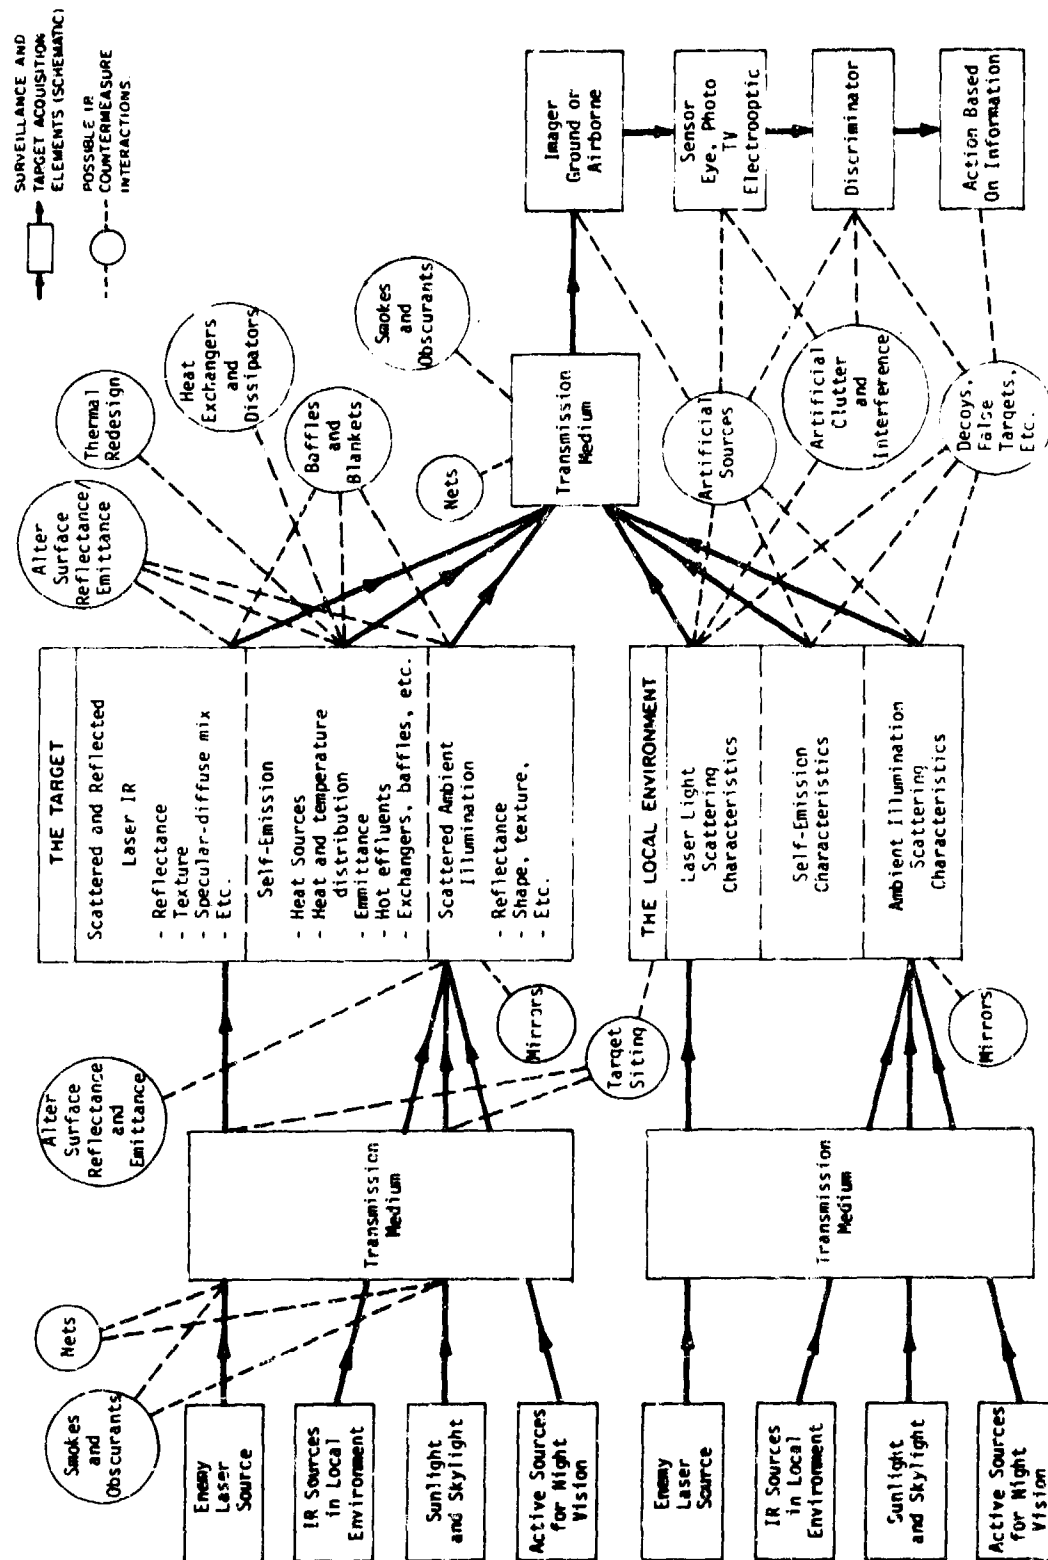 SURVEILLANCE AND
TARGET ACQUISITION
ELEMENTS (SCHEMATIC)
POSSIBLE IR
COUNTERMEASURE
INTERACTIONS.
Smokes
and
Obscurants
Nets
Enemy
Laser
Source
IR Sources
in Local
Environment
Sunlight
and Skylight
Active Sources
for Night
Vision
Transmission
Medium
Alter
Surface
Reflectance
and
Emittance
Mirrors
Target
Siting
THE TARGET
Scattered and Reflected
Laser IR
- Reflectance
- Texture
- Specular-diffuse mix
- Etc.
Self-Emission
- Heat Sources
- Heat and temperature
distribution
- Emmittance
- Hot effluents
- Exchangers, baffles, etc.
Scattered Ambient
Illumination
- Reflectance
- Shape, texture,
- Etc.
Alter
Surface
Reflectance/
Emittance
Thermal
Redesign
Heat
Exchangers
and
Dissipators
Baffles
and
Blankets
Nets
Smokes
and
Obscurants
Transmission
Medium
Imager
Ground or
Airborne
Sensor
Eye, Photo
TV
Electrooptic
Discriminator
Action Based
On Information
Artificial
Sources
Artificial
Clutter
and
Interference
Decoys,
False
Targets,
Etc.
Enemy
Laser
Source
IR Sources
in Local
Environment
Sunlight
and Skylight
Active Sources
for Night
Vision
Transmission
Medium
Mirrors
THE LOCAL ENVIRONMENT
Laser Light
Scattering
Characteristics
Self-Emission
Characteristics
Ambient Illumination
Scattering
Characteristics